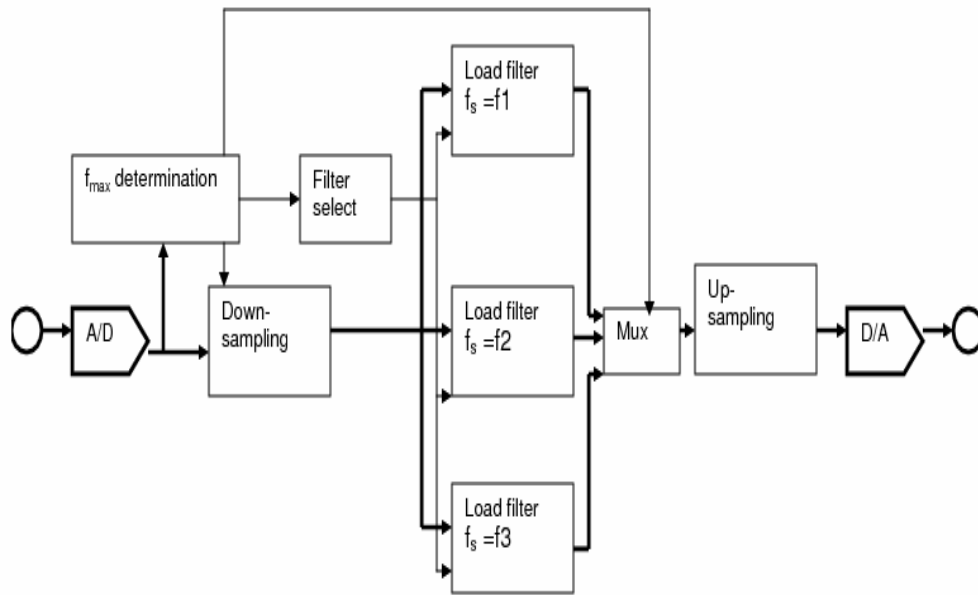 Load filter
fₛ =f1
fₘₐₓ determination
Filter
select
A/D
Down-
sampling
Load filter
fₛ =f2
Mux
Up-
sampling
D/A
Load filter
fₛ =f3